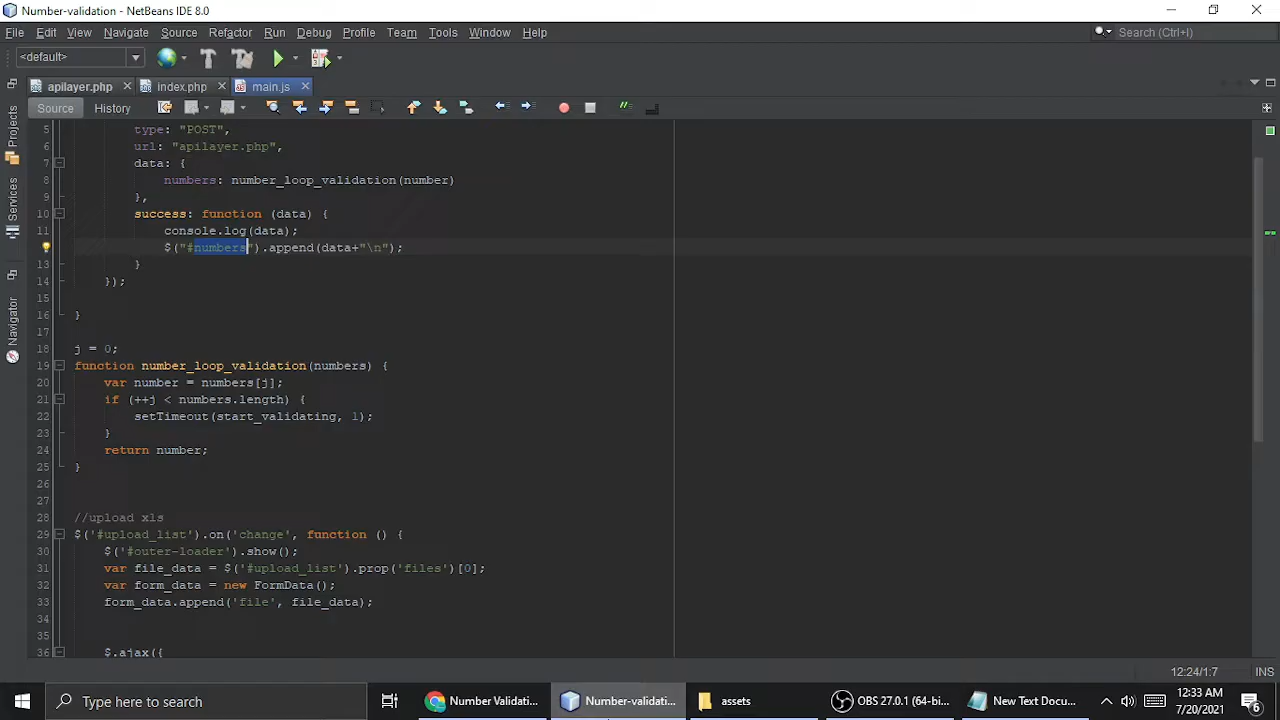 Number-validation - NetBeans IDE 8.0
File Edit View Navigate Source Refactor Run Debug Profile Team Tools Window Help
Search (Ctrl+I)
<default>
apilayer.php index.php main.js
Source History
Projects
Services
Navigator
5 type: "POST",
6 url: "apilayer.php",
7 data: {
8 numbers: number_loop_validation(number)
9 },
10 success: function (data) {
11 console.log(data);
$("#numbers").append(data+"\n");
13 }
14 });
15
16 }
17
18 j = 0;
19 function number_loop_validation(numbers) {
20 var number = numbers[j];
21 if (++j < numbers.length) {
22 setTimeout(start_validating, 1);
23 }
24 return number;
25 }
26
27
28 //upload xls
29 $('#upload_list').on('change', function () {
30 $('#outer-loader').show();
31 var file_data = $('#upload_list').prop('files')[0];
32 var form_data = new FormData();
33 form_data.append('file', file_data);
34
35
36 $.ajax({
12:24/1:7 INS
Type here to search
Number Validati...
Number-validati...
assets
OBS 27.0.1 (64-bi...
New Text Docu...
12:33 AM
7/20/2021
6